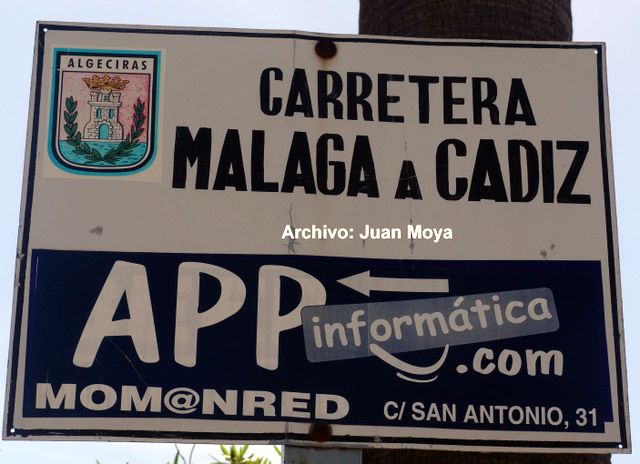 ALGECIRAS
CARRETERA
MALAGA A CADIZ
Archivo: Juan Moya
APP
informática
.com
MOM@NRED
C/ SAN ANTONIO, 31